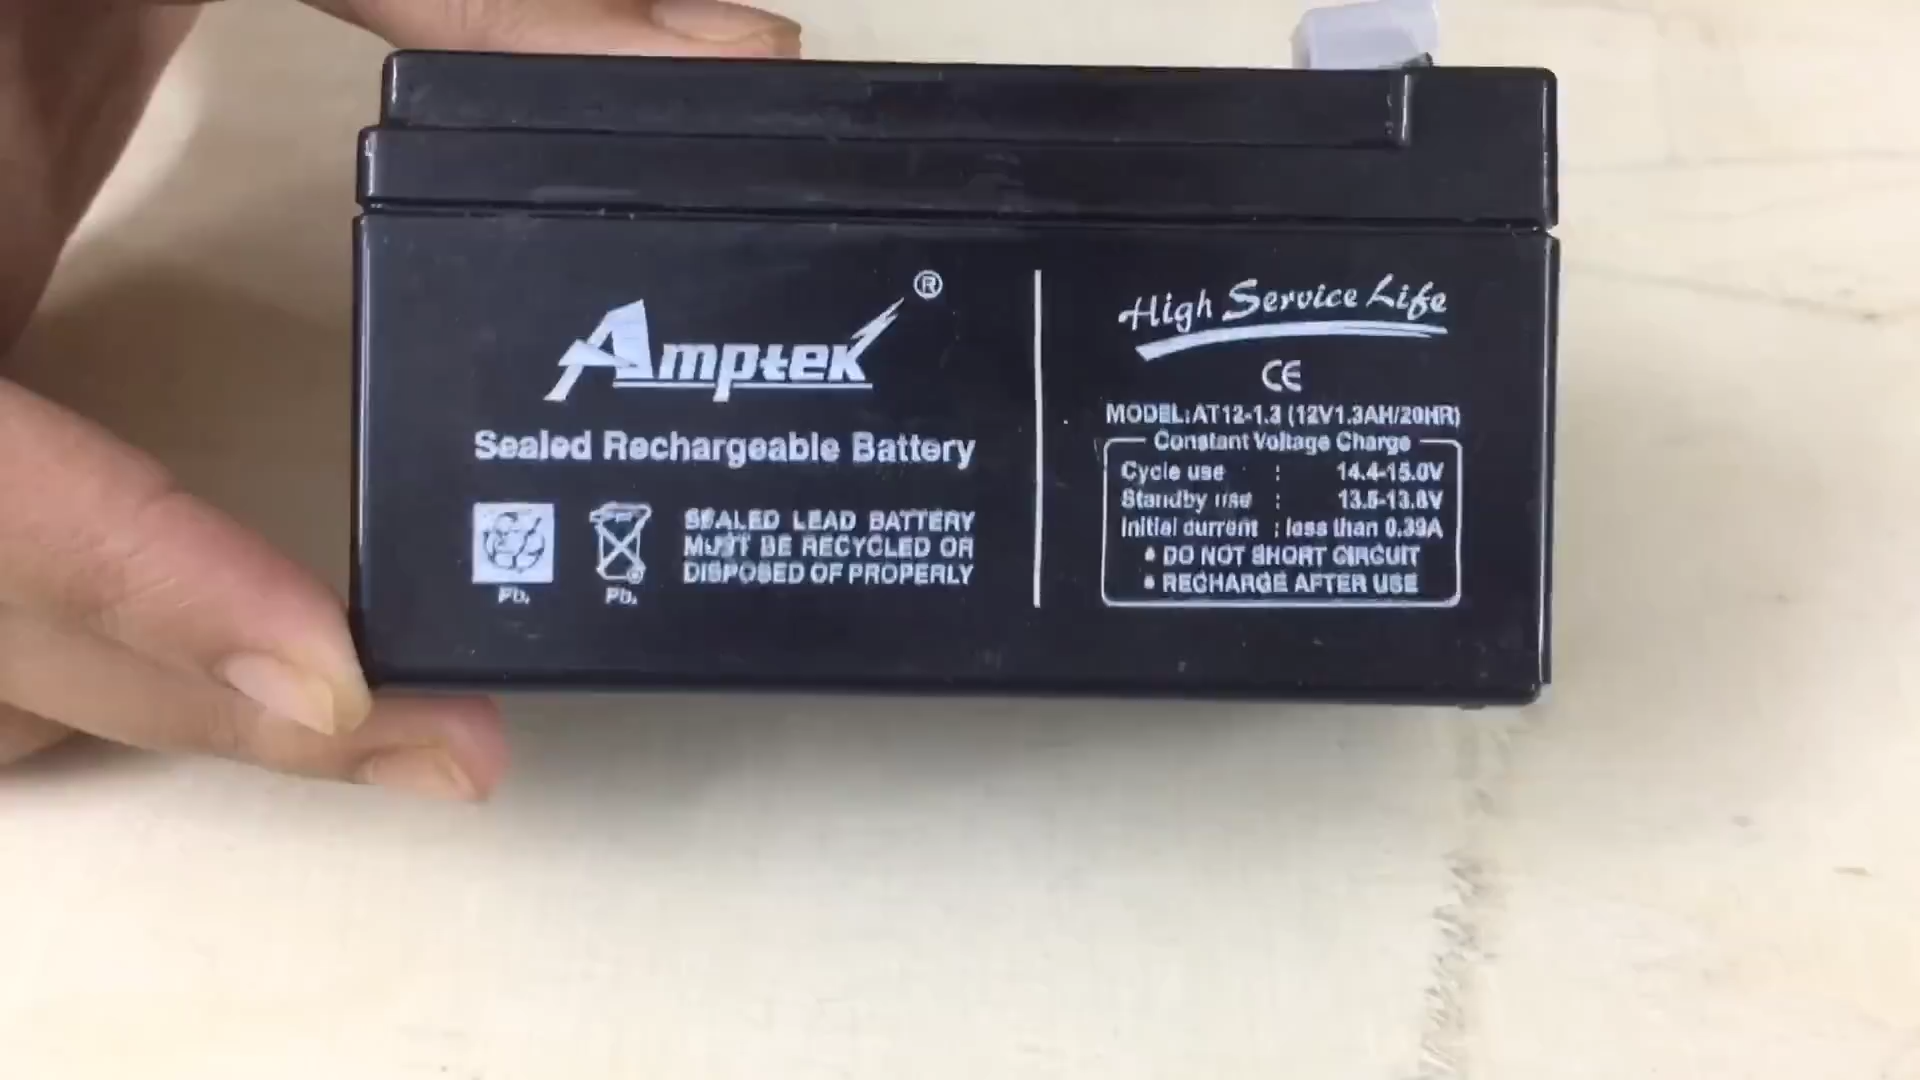 Amptek®
Sealed Rechargeable Battery
Pb.
Pb.
SEALED LEAD BATTERY
MUST BE RECYCLED OR
DISPOSED OF PROPERLY
High Service Life
CE
MODEL:AT12-1.3 (12V1.3AH/20HR)
Constant Voltage Charge
Cycle use : 14.4-15.0V
Standby use : 13.5-13.8V
Initial current : less than 0.39A
• DO NOT SHORT CIRCUIT
• RECHARGE AFTER USE